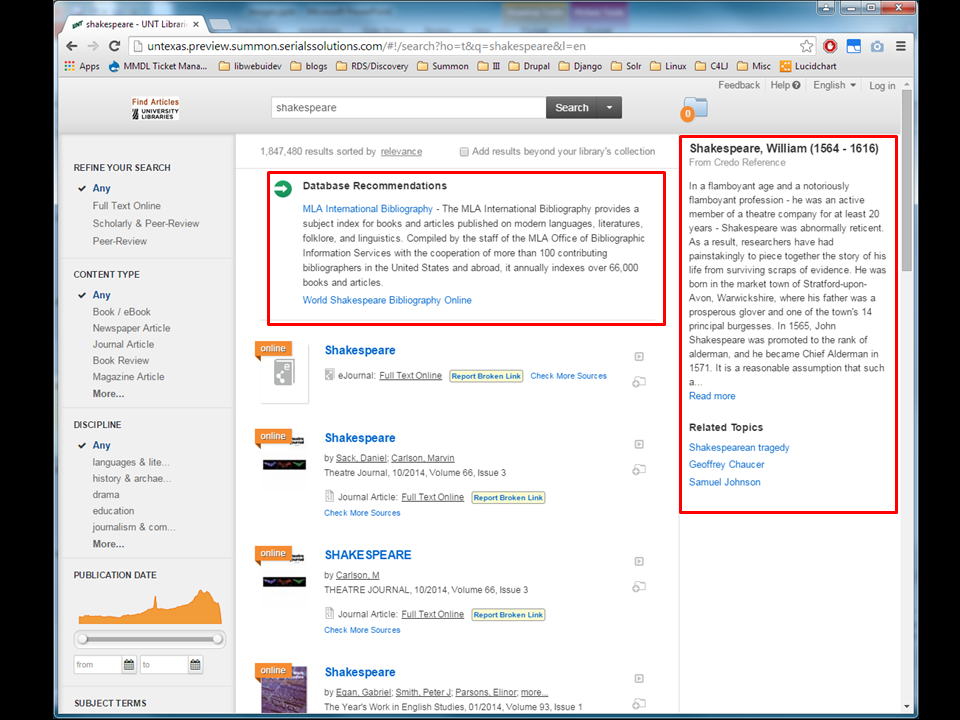 shakespeare - UNT Librari
untexas.preview.summon.serialssolutions.com/#!/search?ho=t&q=shakespeare&l=en
Apps MMDL Ticket Mana... libwebuidev blogs RDS/Discovery Summon III Drupal Django Solr Linux C4LJ Misc Lucidchart
Feedback Help English Log in
Find Articles
UNIVERSITY
LIBRARIES
shakespeare Search
0
REFINE YOUR SEARCH
Any
Full Text Online
Scholarly & Peer-Review
Peer-Review
CONTENT TYPE
Any
Book / eBook
Newspaper Article
Journal Article
Book Review
Magazine Article
More...
DISCIPLINE
Any
languages & lite...
history & archae...
drama
education
journalism & com...
More...
PUBLICATION DATE
from to
SUBJECT TERMS
1,847,480 results sorted by relevance Add results beyond your library's collection
Database Recommendations
MLA International Bibliography - The MLA International Bibliography provides a
subject index for books and articles published on modern languages, literatures,
folklore, and linguistics. Compiled by the staff of the MLA Office of Bibliographic
Information Services with the cooperation of more than 100 contributing
bibliographers in the United States and abroad, it annually indexes over 66,000
books and articles.
World Shakespeare Bibliography Online
online
Shakespeare
eJournal: Full Text Online Report Broken Link Check More Sources
online
Shakespeare
by Sack, Daniel; Carlson, Marvin
Theatre Journal, 10/2014, Volume 66, Issue 3
Journal Article: Full Text Online Report Broken Link
Check More Sources
online
SHAKESPEARE
by Carlson, M
THEATRE JOURNAL, 10/2014, Volume 66, Issue 3
Journal Article: Full Text Online Report Broken Link
Check More Sources
online
Shakespeare
by Egan, Gabriel; Smith, Peter J; Parsons, Elinor; more...
The Year's Work in English Studies, 01/2014, Volume 93, Issue 1
Shakespeare, William (1564 - 1616)
From Credo Reference
In a flamboyant age and a notoriously
flamboyant profession - he was an active
member of a theatre company for at least 20
years - Shakespeare was abnormally reticent.
As a result, researchers have had
painstakingly to piece together the story of his
life from surviving scraps of evidence. He was
born in the market town of Stratford-upon-
Avon, Warwickshire, where his father was a
prosperous glover and one of the town's 14
principal burgesses. In 1565, John
Shakespeare was promoted to the rank of
alderman, and he became Chief Alderman in
1571. It is a reasonable assumption that such
a...
Read more
Related Topics
Shakespearean tragedy
Geoffrey Chaucer
Samuel Johnson